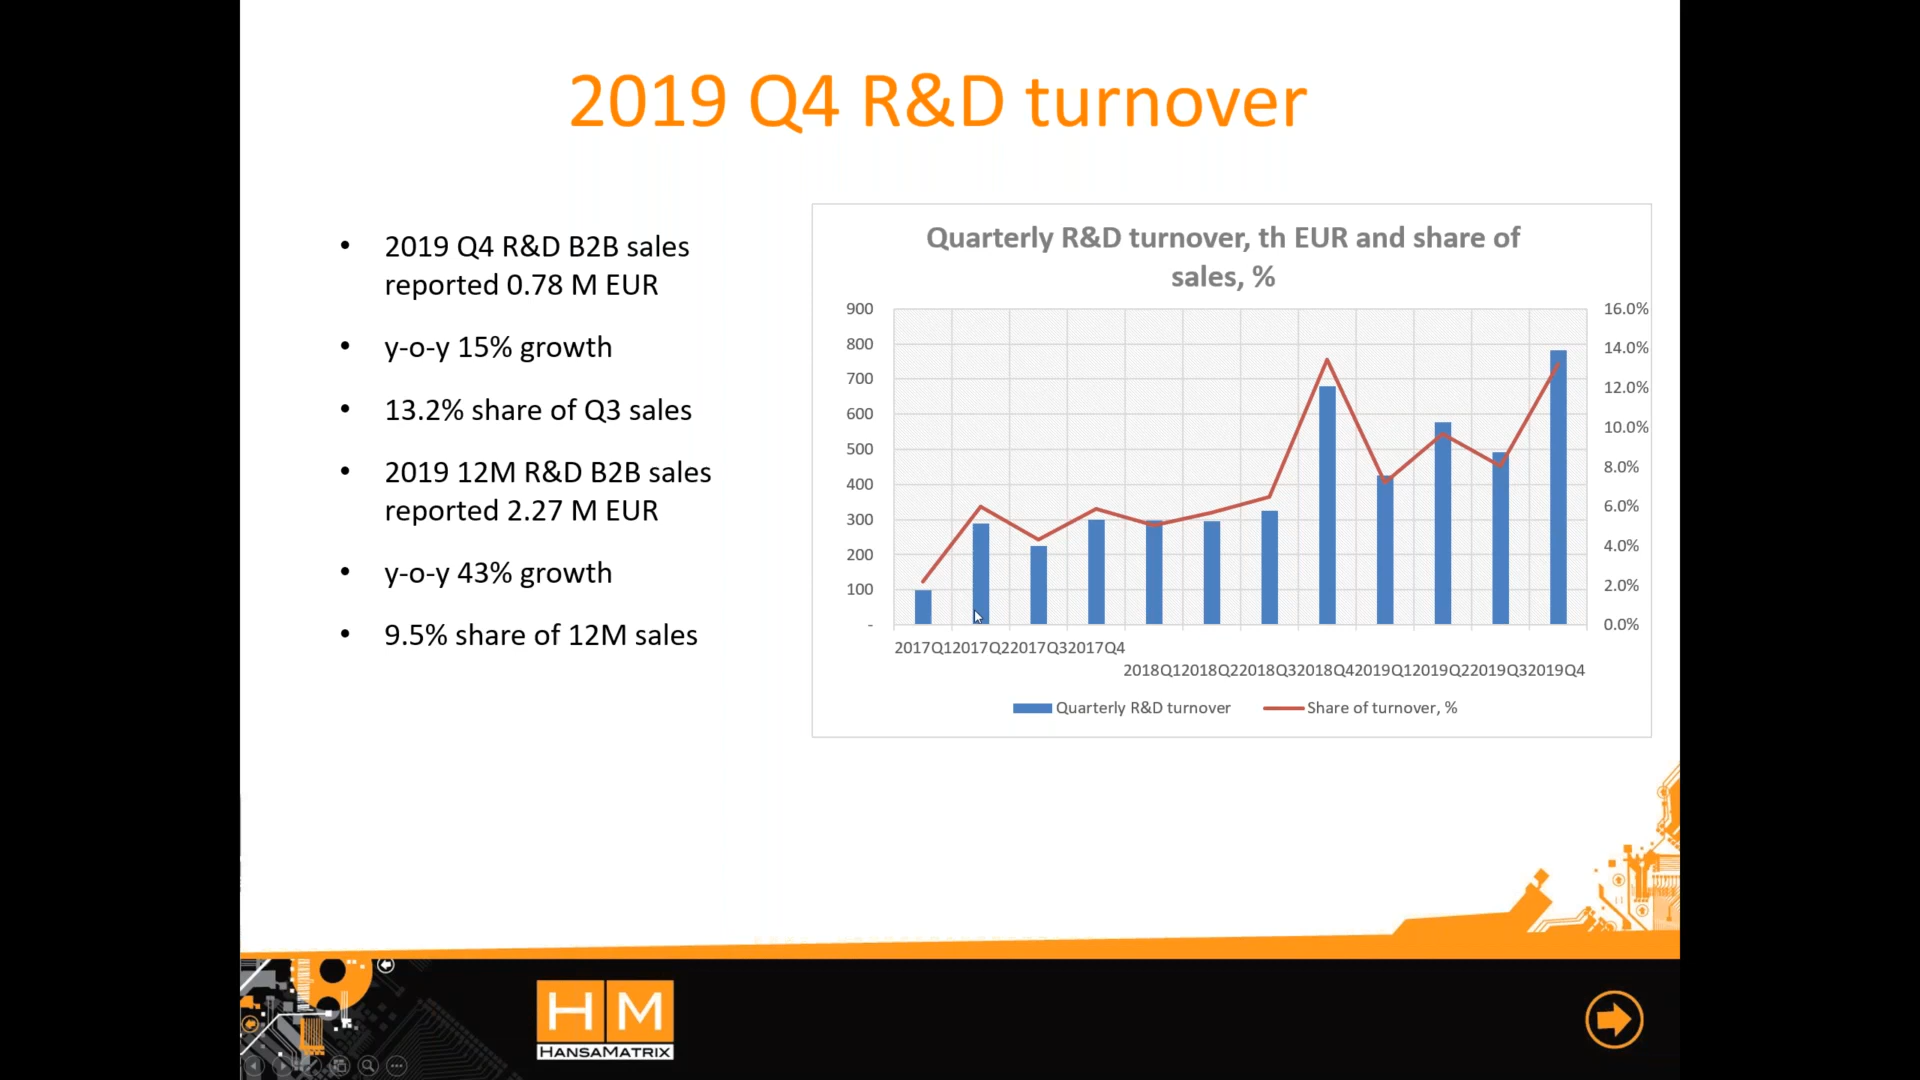 2019 Q4 R&D turnover
• 2019 Q4 R&D B2B sales
reported 0.78 M EUR
• y-o-y 15% growth
• 13.2% share of Q3 sales
• 2019 12M R&D B2B sales
reported 2.27 M EUR
• y-o-y 43% growth
• 9.5% share of 12M sales
Quarterly R&D turnover, th EUR and share of
sales, %
900
800
700
600
500
400
300
200
100
-
16.0%
14.0%
12.0%
10.0%
8.0%
6.0%
4.0%
2.0%
0.0%
2017Q1 2017Q2 2017Q3 2017Q4
2018Q1 2018Q2 2018Q3 2018Q4 2019Q1 2019Q2 2019Q3 2019Q4
Quarterly R&D turnover
Share of turnover, %
H M
HANSAMATRIX